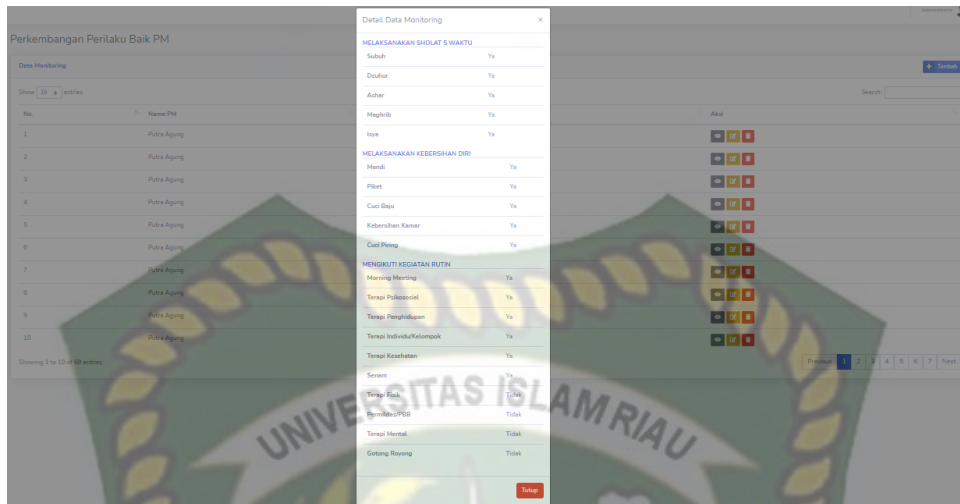 Detail Data Monitoring ×
Perkembangan Perilaku Baik PM
Data Monitoring
+ Tambah
Show 10 entries
Search:
No. Nama PM Aksi
1 Putra Agung
2 Putra Agung
3 Putra Agung
4 Putra Agung
5 Putra Agung
6 Putra Agung
7 Putra Agung
8 Putra Agung
9 Putra Agung
10 Putra Agung
Showing 1 to 10 of 69 entries
Previous 1 2 3 4 5 6 7 Next
MELAKSANAKAN SHOLAT 5 WAKTU
Subuh Ya
Dzuhur Ya
Ashar Ya
Maghrib Ya
Isya Ya
MELAKSANAKAN KEBERSIHAN DIRI
Mandi Ya
Piket Ya
Cuci Baju Ya
Kebersihan Kamar Ya
Cuci Piring Ya
MENGIKUTI KEGIATAN RUTIN
Morning Meeting Ya
Terapi Psikososial Ya
Terapi Penghidupan Ya
Terapi Individu/Kelompok Ya
Terapi Kesehatan Ya
Senam Ya
Terapi Fisik Tidak
Permildas/PBB Tidak
Terapi Mental Tidak
Gotong Royong Tidak
Tutup
UNIVERSITAS ISLAM RIAU